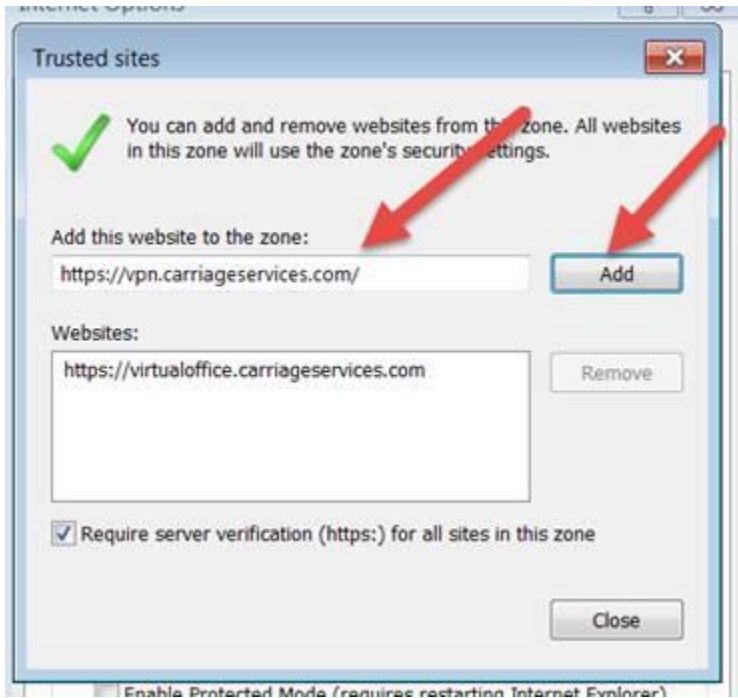 Internet Options
Trusted sites
You can add and remove websites from this zone. All websites
in this zone will use the zone's security settings.
Add this website to the zone:
https://vpn.carriageservices.com/
Add
Websites:
https://virtualoffice.carriageservices.com
Remove
Require server verification (https:) for all sites in this zone
Close
Enable Protected Mode (requires restarting Internet Explorer)